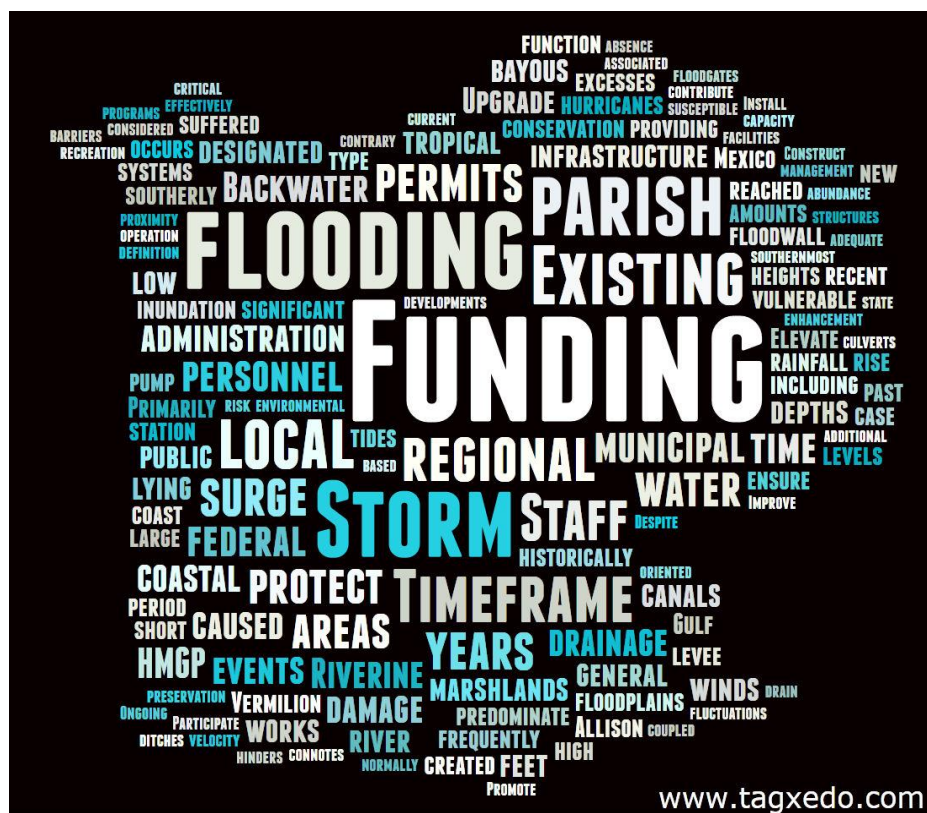 FUNCTION ABSENCE
ASSOCIATED
BAYOUS EXCESSES FLOODGATES
CRITICAL CONTRIBUTE
PROGRAMS EFFECTIVELY UPGRADE HURRICANES SUSCEPTIBLE INSTALL
BARRIERS CONSIDERED SUFFERED CURRENT CONSERVATION PROVIDING CAPACITY
CONTRARY TROPICAL FACILITIES
RECREATION OCCURS DESIGNATED TYPE INFRASTRUCTURE MEXICO CONSTRUCT
SYSTEMS BACKWATER PERMITS MANAGEMENT NEW
SOUTHERLY PARISH REACHED ABUNDANCE
PROXIMITY FLOODING AMOUNTS STRUCTURES
OPERATION FLOODWALL ADEQUATE
DEFINITION SOUTHERNMOST
LOW EXISTING HEIGHTS RECENT
INUNDATION SIGNIFICANT DEVELOPMENTS VULNERABLE STATE
ENHANCEMENT
ADMINISTRATION FUNDING ELEVATE CULVERTS
RAINFALL RISE
PUMP PERSONNEL INCLUDING PAST
PRIMARILY RISK ENVIRONMENTAL DEPTHS CASE
STATION LOCAL TIDES REGIONAL MUNICIPAL TIME ADDITIONAL
PUBLIC BASED LEVELS
LYING SURGE STORM STAFF WATER ENSURE
COAST IMPROVE
LARGE FEDERAL DESPITE
HISTORICALLY
COASTAL PROTECT TIMEFRAME ORIENTED
PERIOD CANALS
SHORT CAUSED AREAS YEARS DRAINAGE GULF
HMGP EVENTS RIVERINE GENERAL LEVEE
PRESERVATION VERMILION DAMAGE MARSHLANDS FLOODPLAINS WINDS DRAIN
ONGOING PARTICIPATE PREDOMINATE ALLISON COUPLED FLUCTUATIONS
DITCHES VELOCITY WORKS RIVER FREQUENTLY HIGH
HINDERS CONNOTES NORMALLY CREATED FEET
PROMOTE
www.tagxedo.com